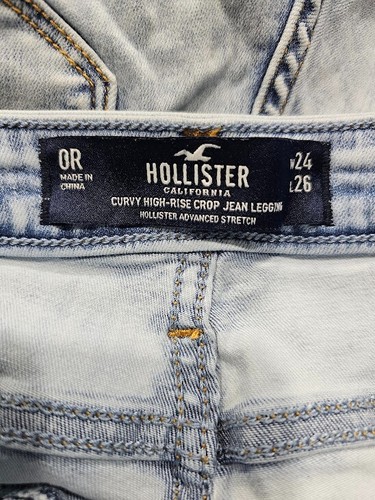 0R
MADE IN
CHINA
HOLLISTER
CALIFORNIA
CURVY HIGH-RISE CROP JEAN LEGGING
HOLLISTER ADVANCED STRETCH
W24
L26